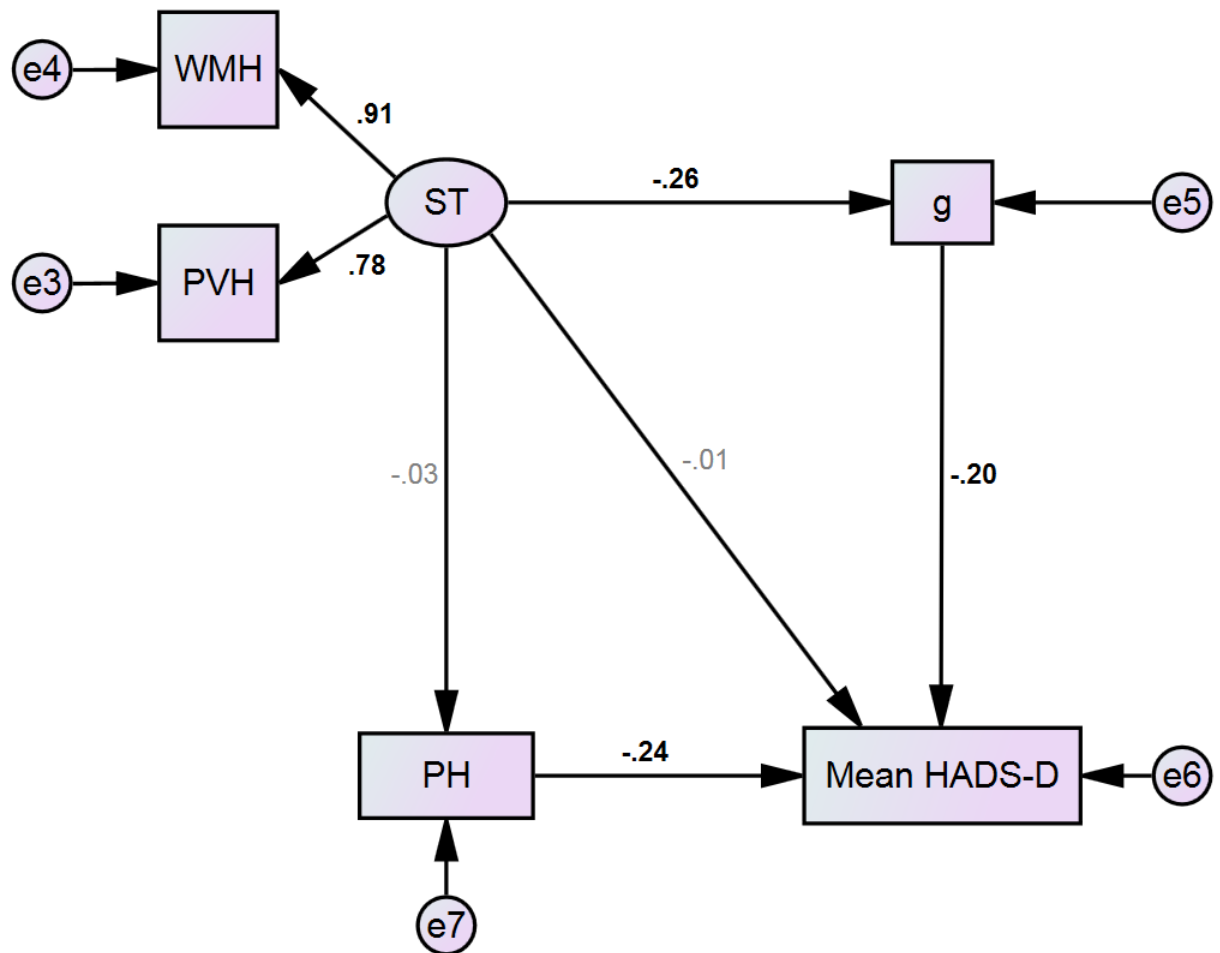 e4
WMH
.91
ST
-.26
g
e5
e3
PVH
.78
-.03
-.01
-.20
PH
-.24
Mean HADS-D
e6
e7